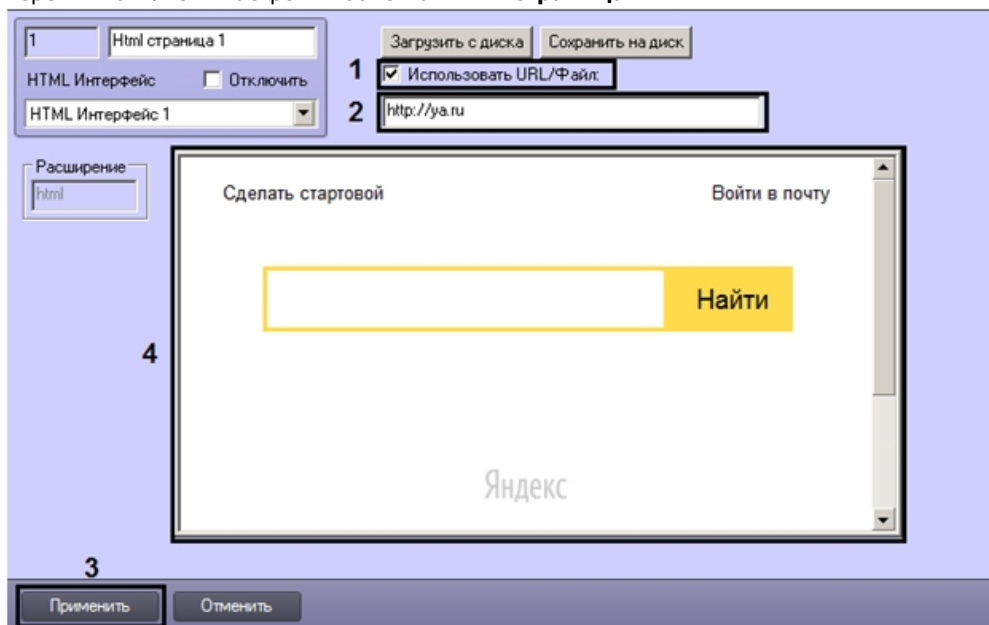 1 Html страница 1
Загрузить с диска Сохранить на диск
HTML Интерфейс Отключить
1 Использовать URL/Файл:
HTML Интерфейс 1
2 http://ya.ru
Расширение
html
Сделать стартовой Войти в почту
Найти
4
Яндекс
3
Применить Отменить